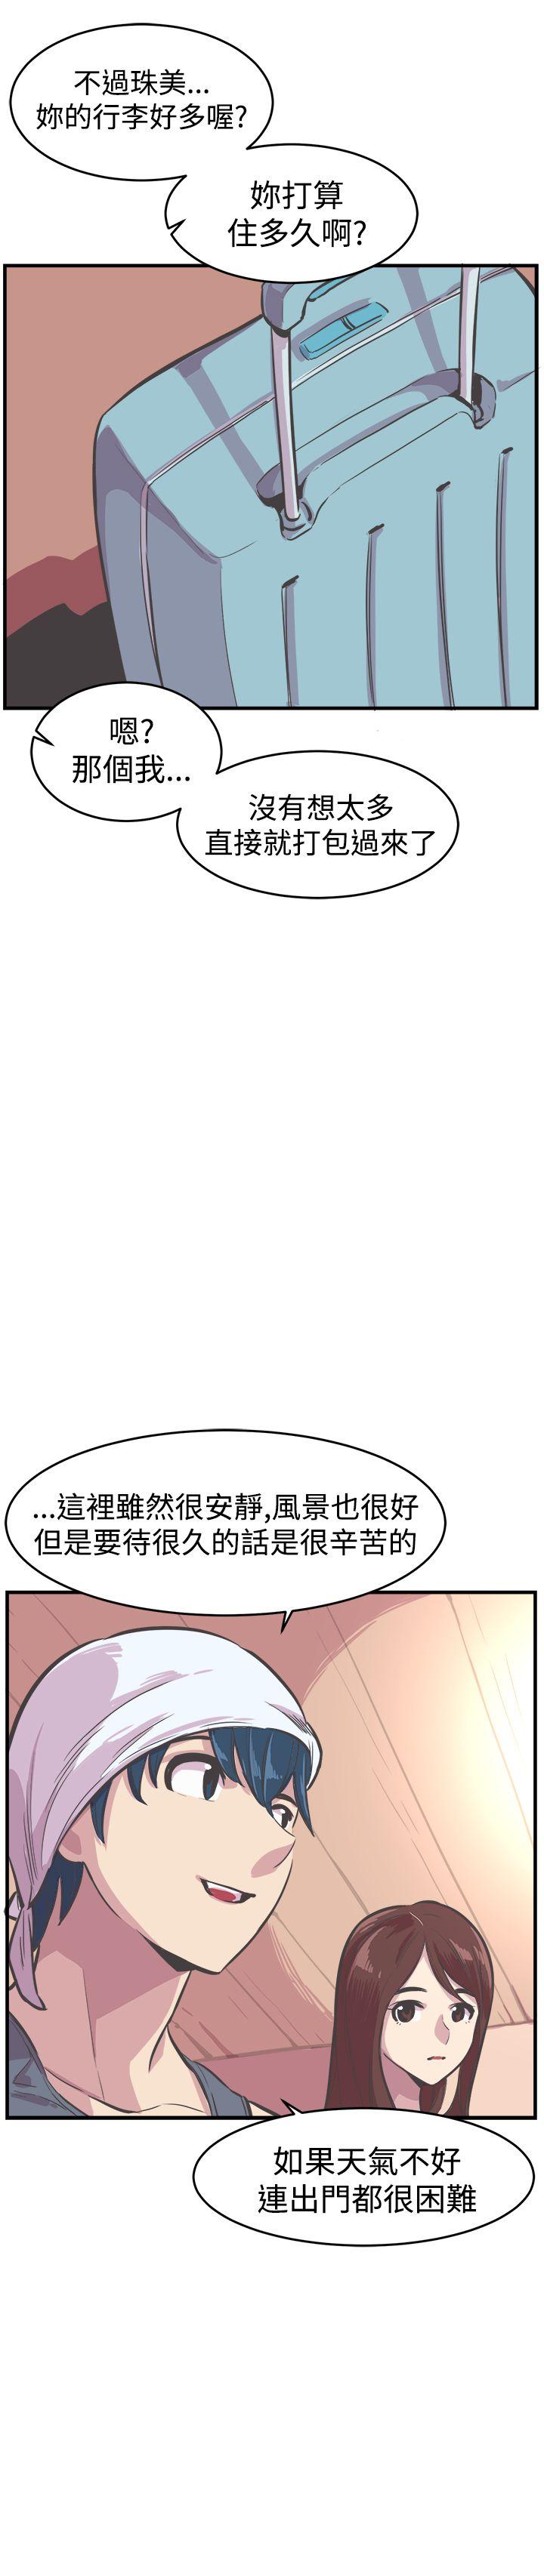 不過珠美...
妳的行李好多喔?
妳打算
住多久啊?
嗯?
那個我...
沒有想太多
直接就打包過來了
...這裡雖然很安靜,風景也很好
但是要待很久的話是很辛苦的
如果天氣不好
連出門都很困難